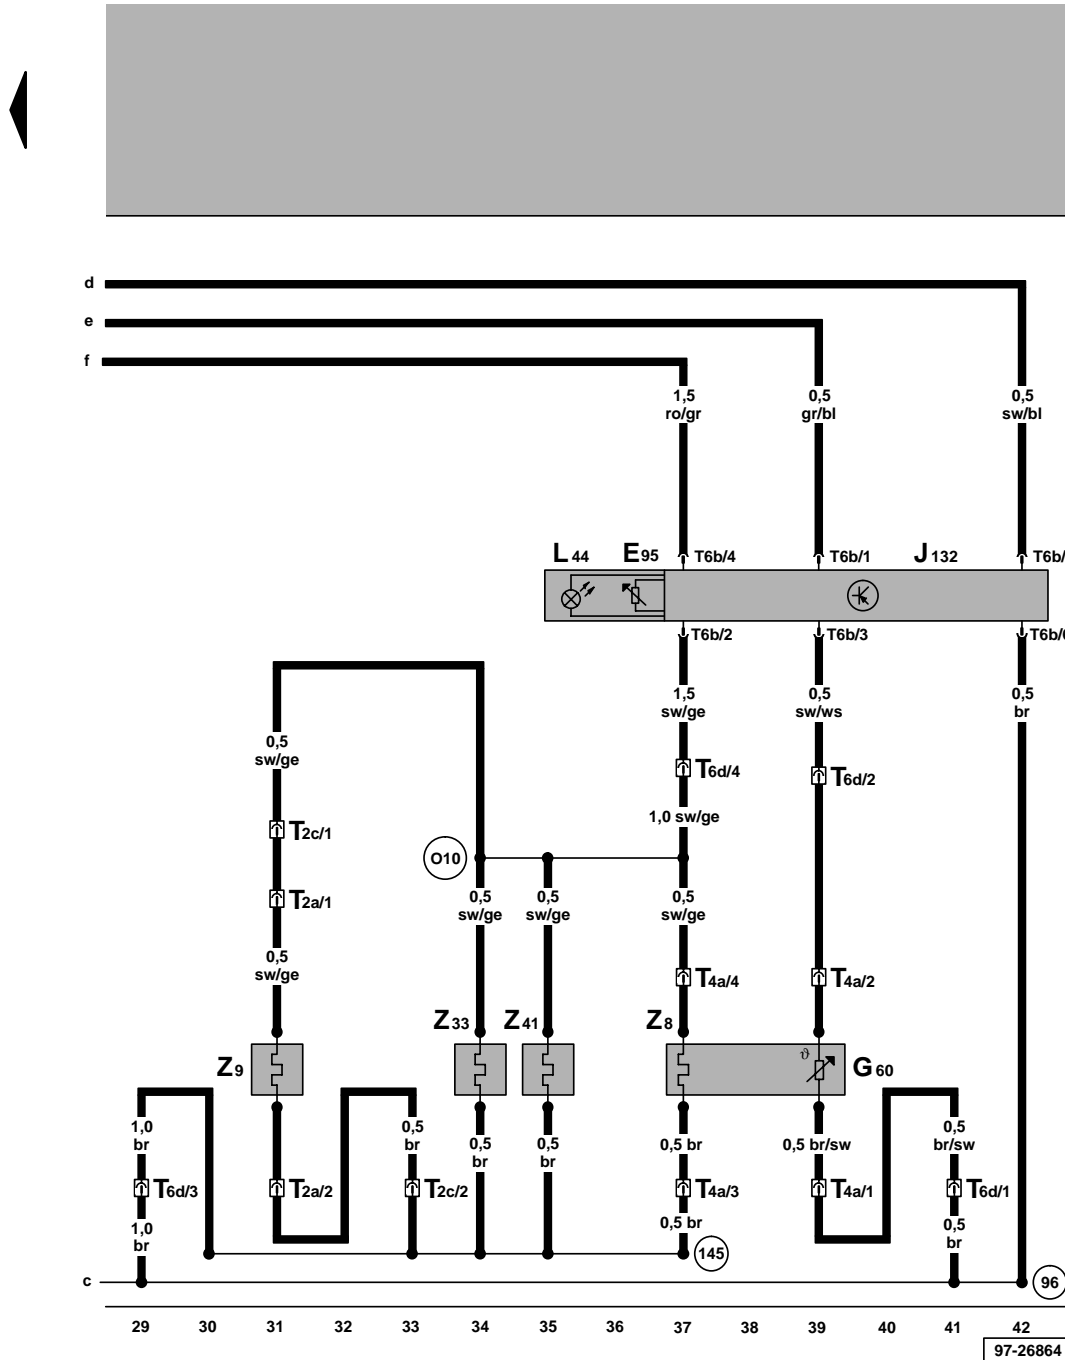 d
e
f
1,5
ro/gr
0,5
gr/bl
0,5
sw/bl
L 44
E 95
T6b/4
T6b/1
J 132
T6b/
T6b/2
T6b/3
T6b/6
1,5
sw/ge
0,5
sw/ws
0,5
br
0,5
sw/ge
T6d/4
T6d/2
1,0 sw/ge
T2c/1
O10
T2a/1
0,5
sw/ge
0,5
sw/ge
0,5
sw/ge
0,5
sw/ge
T4a/4
T4a/2
Z 33
Z 41
Z 8
Z 9
ϑ
G 60
1,0
br
0,5
br
0,5
br
0,5
br
0,5 br
0,5 br/sw
0,5
br/sw
T6d/3
T2a/2
T2c/2
T4a/3
T4a/1
T6d/1
1,0
br
0,5 br
0,5
br
145
c
96
29 30 31 32 33 34 35 36 37 38 39 40 41 42
97-26864